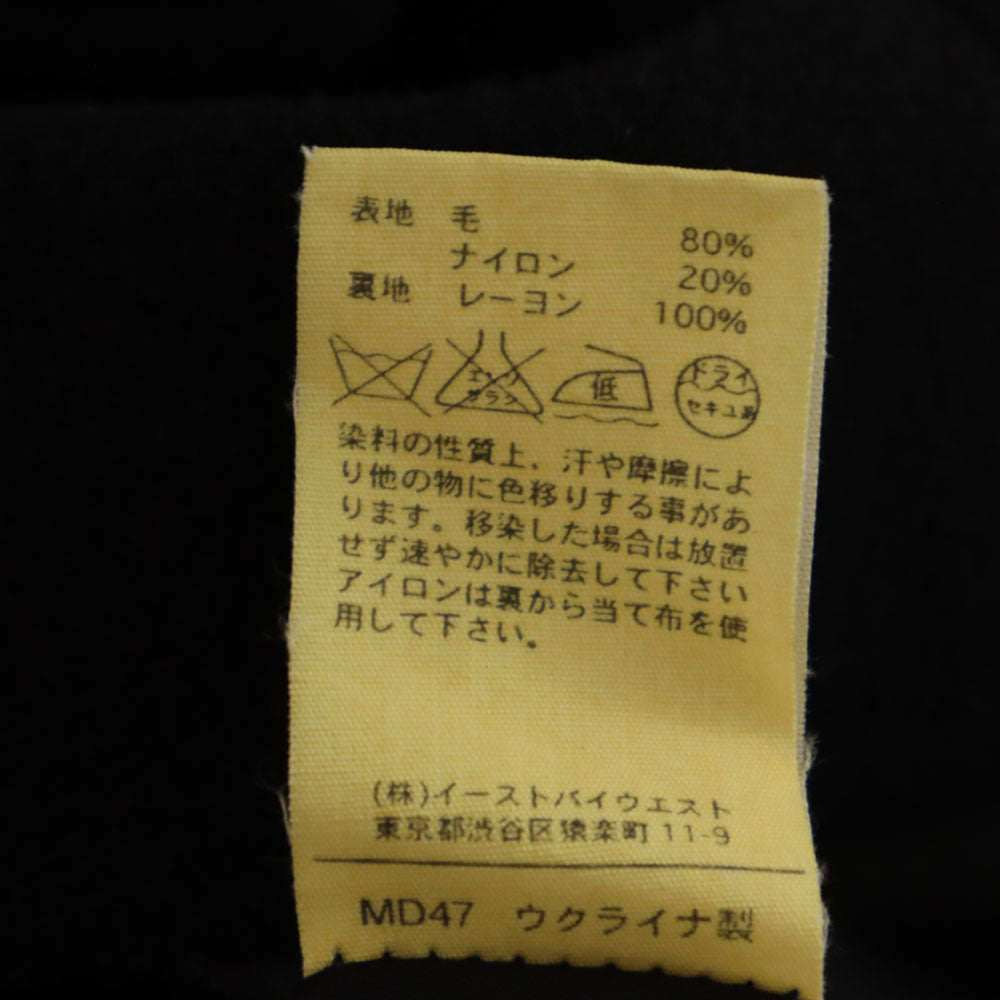 表地 毛 80%
ナイロン 20%
裏地 レーヨン 100%
エンソ
サラシ
低
ドライ
セキユ系
染料の性質上、汗や摩擦によ
り他の物に色移りする事があ
ります。移染した場合は放置
せず速やかに除去して下さい
アイロンは裏から当て布を使
用して下さい。
(株)イーストバイウエスト
東京都渋谷区猿楽町 11-9
MD47 ウクライナ製